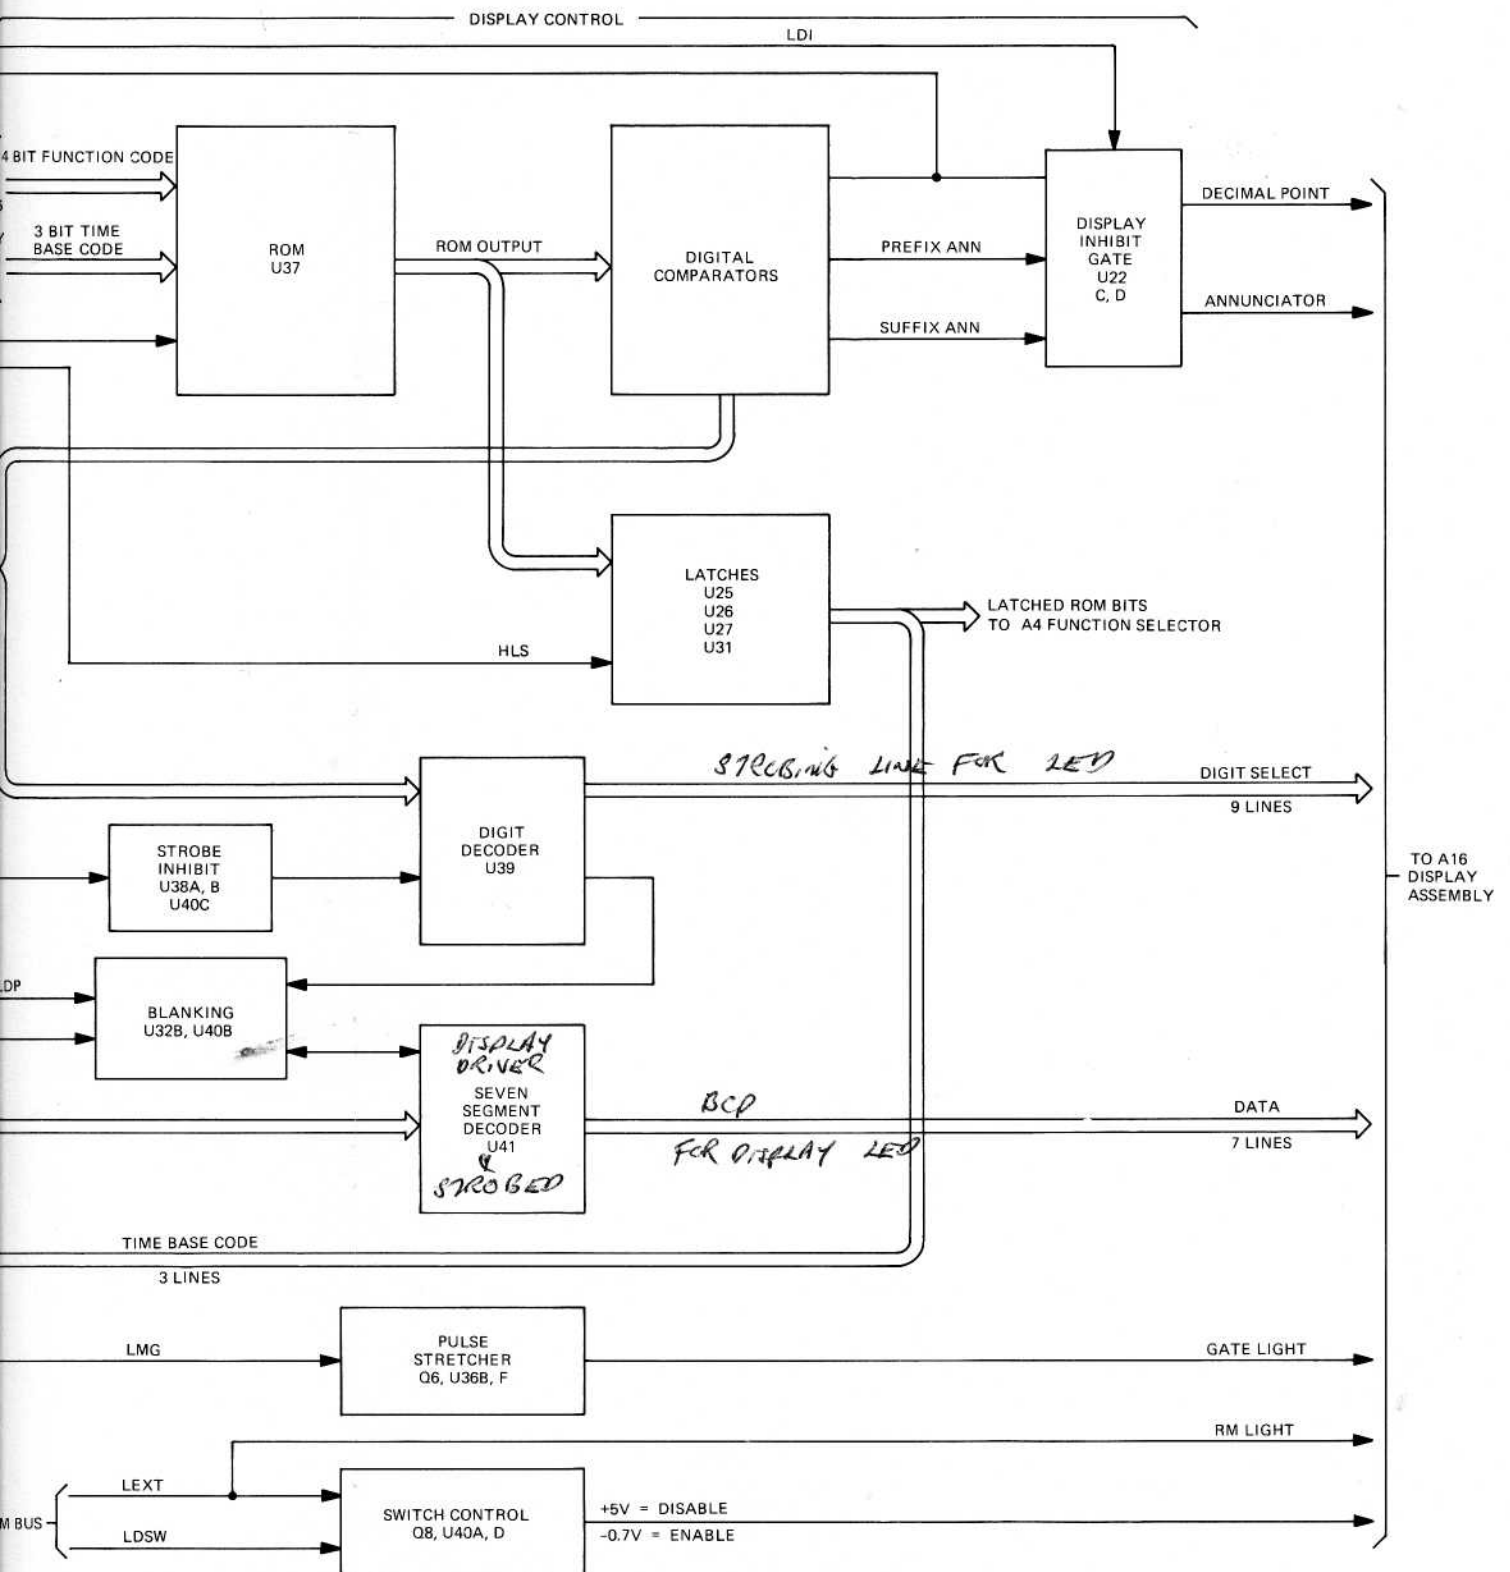 DISPLAY CONTROL
LDI
4 BIT FUNCTION CODE
3 BIT TIME
BASE CODE
ROM
U37
ROM OUTPUT
DIGITAL
COMPARATORS
PREFIX ANN
SUFFIX ANN
DISPLAY
INHIBIT
GATE
U22
C, D
DECIMAL POINT
ANNUNCIATOR
LATCHES
U25
U26
U27
U31
HLS
LATCHED ROM BITS
TO A4 FUNCTION SELECTOR
STROBING LINE FOR LED
DIGIT SELECT
9 LINES
DIGIT
DECODER
U39
STROBE
INHIBIT
U38A, B
U40C
TO A16
DISPLAY
ASSEMBLY
LDP
BLANKING
U32B, U40B
DISPLAY
DRIVER
SEVEN
SEGMENT
DECODER
U41
&
STROBED
BCD
FOR DISPLAY LED
DATA
7 LINES
TIME BASE CODE
3 LINES
LMG
PULSE
STRETCHER
Q6, U36B, F
GATE LIGHT
RM LIGHT
LEXT
M BUS
LDSW
SWITCH CONTROL
Q8, U40A, D
+5V = DISABLE
-0.7V = ENABLE